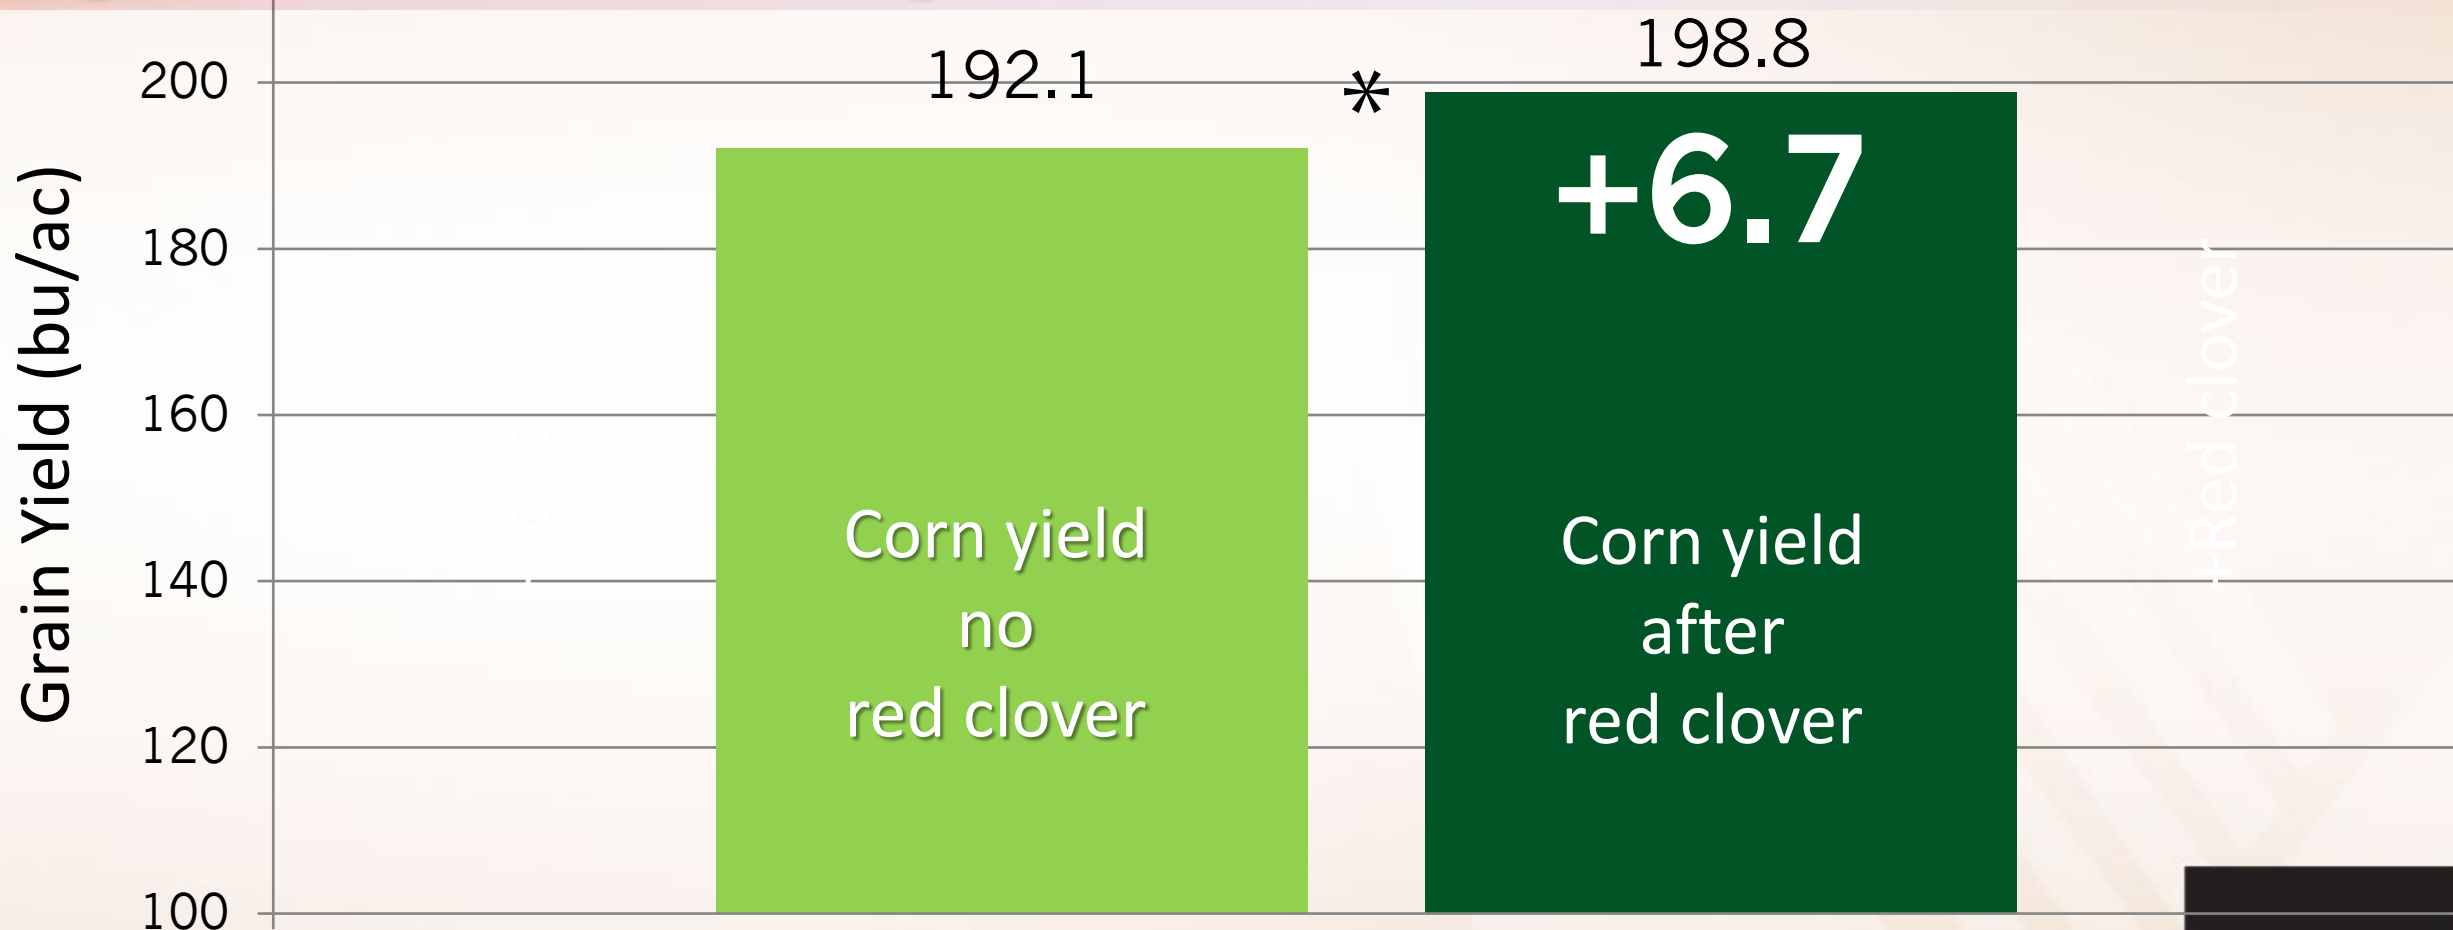 Grain Yield (bu/ac)
200
180
160
140
120
100
192.1
*
198.8
+6.7
Corn yield
no
red clover
Corn yield
after
red clover
-none
+Red clover